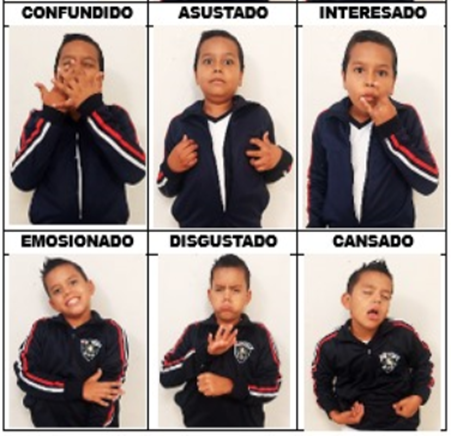 CONFUNDIDO
ASUSTADO
INTERESADO
EMOSIONADO
DISGUSTADO
CANSADO